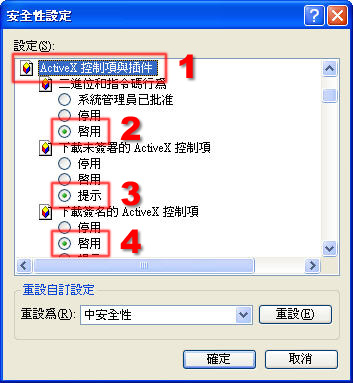 安全性設定
設定(S):
ActiveX 控制項與插件
1
二進位和指令碼行為
系統管理員已批准
停用
啟用
2
下載未簽署的 ActiveX 控制項
停用
啟用
提示
3
下載簽名的 ActiveX 控制項
停用
啟用
4
提示
重設自訂設定
重設為(R):
中安全性
重設(E)
確定
取消